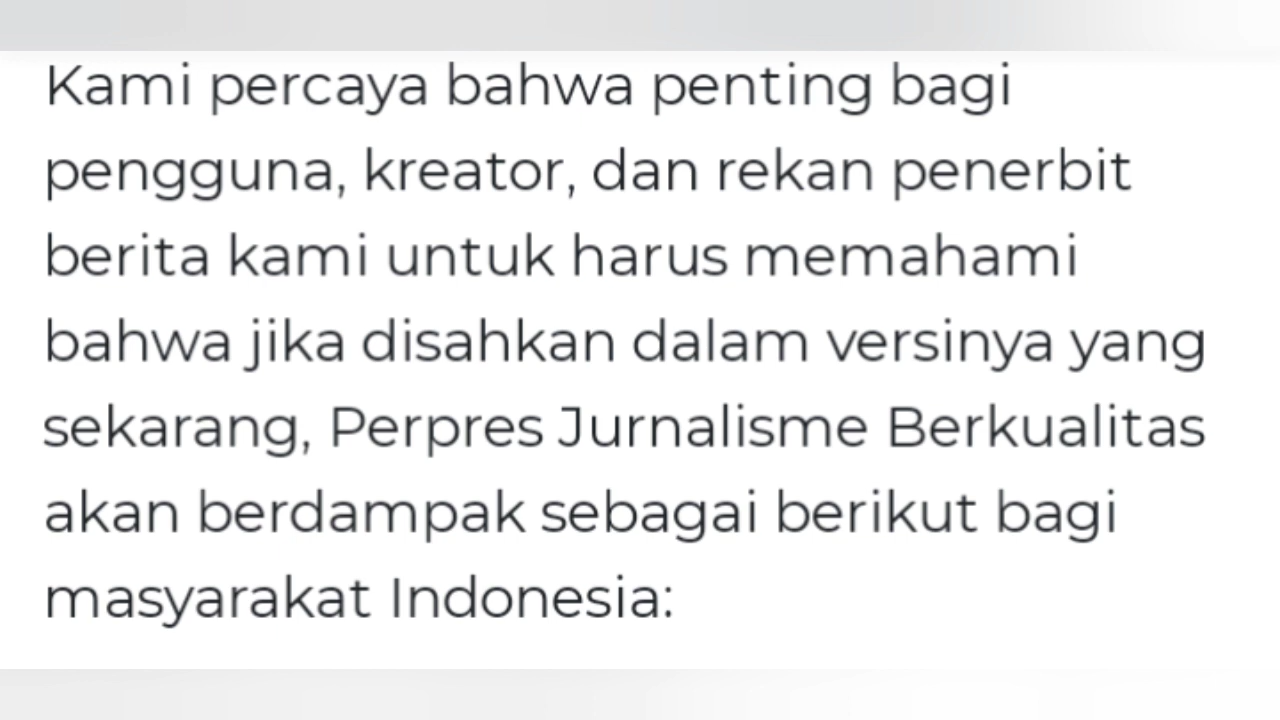 Kami percaya bahwa penting bagi
pengguna, kreator, dan rekan penerbit
berita kami untuk harus memahami
bahwa jika disahkan dalam versinya yang
sekarang, Perpres Jurnalisme Berkualitas
akan berdampak sebagai berikut bagi
masyarakat Indonesia: